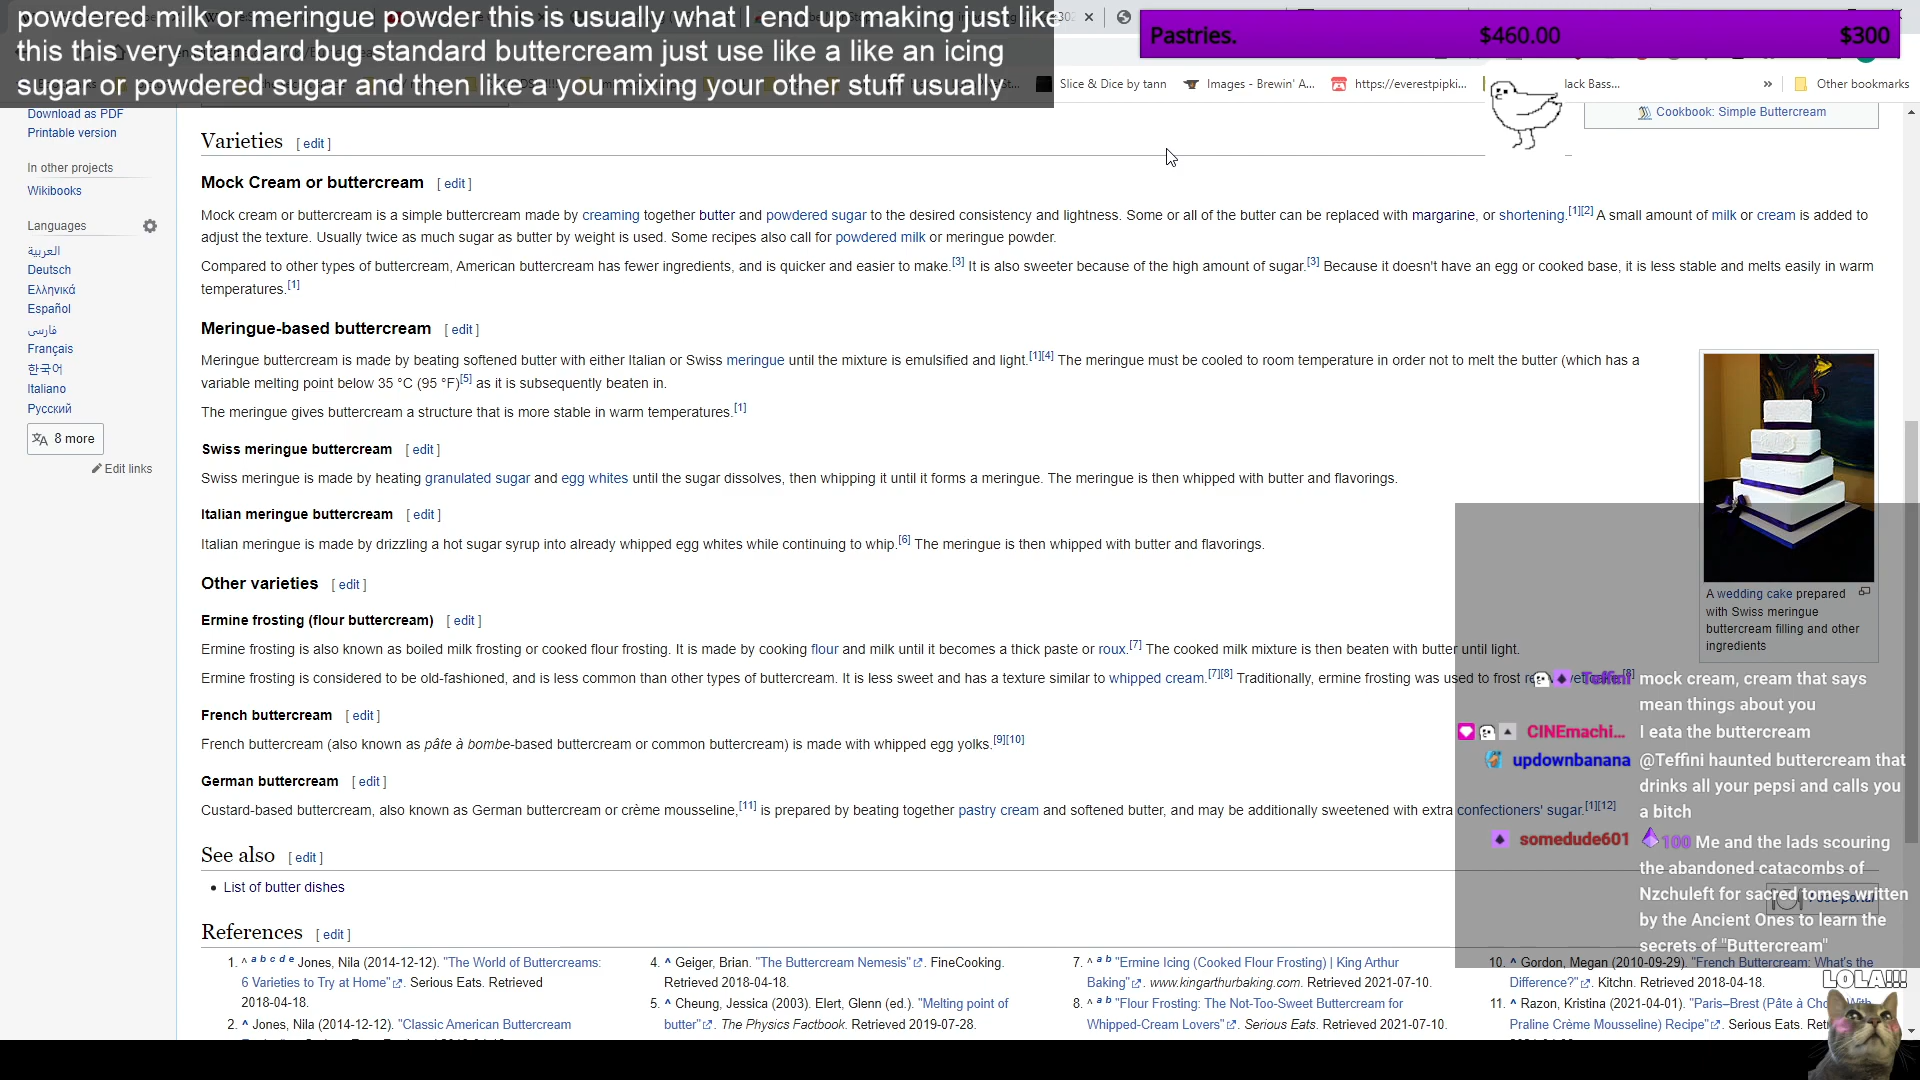 powdered milk or meringue powder this is usually what I end up making just like
this this very standard bug-standard buttercream just use like a like an icing
sugar or powdered sugar and then like a you mixing your other stuff usually
Pastries. $460.00 $300
Slice & Dice by tann
Images - Brewin' A...
https://everestpipki...
lack Bass...
»
Other bookmarks
Download as PDF
Printable version
In other projects
Wikibooks
Languages
العربية
Deutsch
Ελληνικά
Español
فارسی
Français
한국어
Italiano
Русский
8 more
Edit links
Cookbook: Simple Buttercream
Varieties [ edit ]
Mock Cream or buttercream [ edit ]
Mock cream or buttercream is a simple buttercream made by creaming together butter and powdered sugar to the desired consistency and lightness. Some or all of the butter can be replaced with margarine, or shortening.[1][2] A small amount of milk or cream is added to
adjust the texture. Usually twice as much sugar as butter by weight is used. Some recipes also call for powdered milk or meringue powder.
Compared to other types of buttercream, American buttercream has fewer ingredients, and is quicker and easier to make.[3] It is also sweeter because of the high amount of sugar.[3] Because it doesn't have an egg or cooked base, it is less stable and melts easily in warm
temperatures.[1]
Meringue-based buttercream [ edit ]
Meringue buttercream is made by beating softened butter with either Italian or Swiss meringue until the mixture is emulsified and light.[1][4] The meringue must be cooled to room temperature in order not to melt the butter (which has a
variable melting point below 35 °C (95 °F)[5] as it is subsequently beaten in.
The meringue gives buttercream a structure that is more stable in warm temperatures.[1]
Swiss meringue buttercream [ edit ]
Swiss meringue is made by heating granulated sugar and egg whites until the sugar dissolves, then whipping it until it forms a meringue. The meringue is then whipped with butter and flavorings.
Italian meringue buttercream [ edit ]
Italian meringue is made by drizzling a hot sugar syrup into already whipped egg whites while continuing to whip.[6] The meringue is then whipped with butter and flavorings.
Other varieties [ edit ]
Ermine frosting (flour buttercream) [ edit ]
Ermine frosting is also known as boiled milk frosting or cooked flour frosting. It is made by cooking flour and milk until it becomes a thick paste or roux.[7] The cooked milk mixture is then beaten with butter until light.
Ermine frosting is considered to be old-fashioned, and is less common than other types of buttercream. It is less sweet and has a texture similar to whipped cream.[7][8] Traditionally, ermine frosting was used to frost [8]
French buttercream [ edit ]
French buttercream (also known as pâte à bombe-based buttercream or common buttercream) is made with whipped egg yolks.[9][10]
German buttercream [ edit ]
Custard-based buttercream, also known as German buttercream or crème mousseline,[11] is prepared by beating together pastry cream and softened butter, and may be additionally sweetened with extra confectioners' sugar.[1][12]
A wedding cake prepared
with Swiss meringue
buttercream filling and other
ingredients
Teffini mock cream, cream that says
mean things about you
CINEmachi... I eata the buttercream
updownbanana @Teffini haunted buttercream that
drinks all your pepsi and calls you
a bitch
somedude601 100 Me and the lads scouring
the abandoned catacombs of
Nzchuleft for sacred tomes written
by the Ancient Ones to learn the
secrets of "Buttercream"
See also [ edit ]
• List of butter dishes
References [ edit ]
1. ^ a b c d e Jones, Nila (2014-12-12). "The World of Buttercreams:
6 Varieties to Try at Home". Serious Eats. Retrieved
2018-04-18.
2. ^ Jones, Nila (2014-12-12). "Classic American Buttercream
4. ^ Geiger, Brian. "The Buttercream Nemesis". FineCooking.
Retrieved 2018-04-18.
5. ^ Cheung, Jessica (2003). Elert, Glenn (ed.). "Melting point of
butter". The Physics Factbook. Retrieved 2019-07-28.
7. ^ a b "Ermine Icing (Cooked Flour Frosting) | King Arthur
Baking". www.kingarthurbaking.com. Retrieved 2021-07-10.
8. ^ a b "Flour Frosting: The Not-Too-Sweet Buttercream for
Whipped-Cream Lovers". Serious Eats. Retrieved 2021-07-10.
10. ^ Gordon, Megan (2010-09-29). "French Buttercream: What's the
Difference?". Kitchn. Retrieved 2018-04-18.
11. ^ Razon, Kristina (2021-04-01). "Paris–Brest (Pâte à Cho With
Praline Crème Mousseline) Recipe". Serious Eats. Retr
LOLA!!!